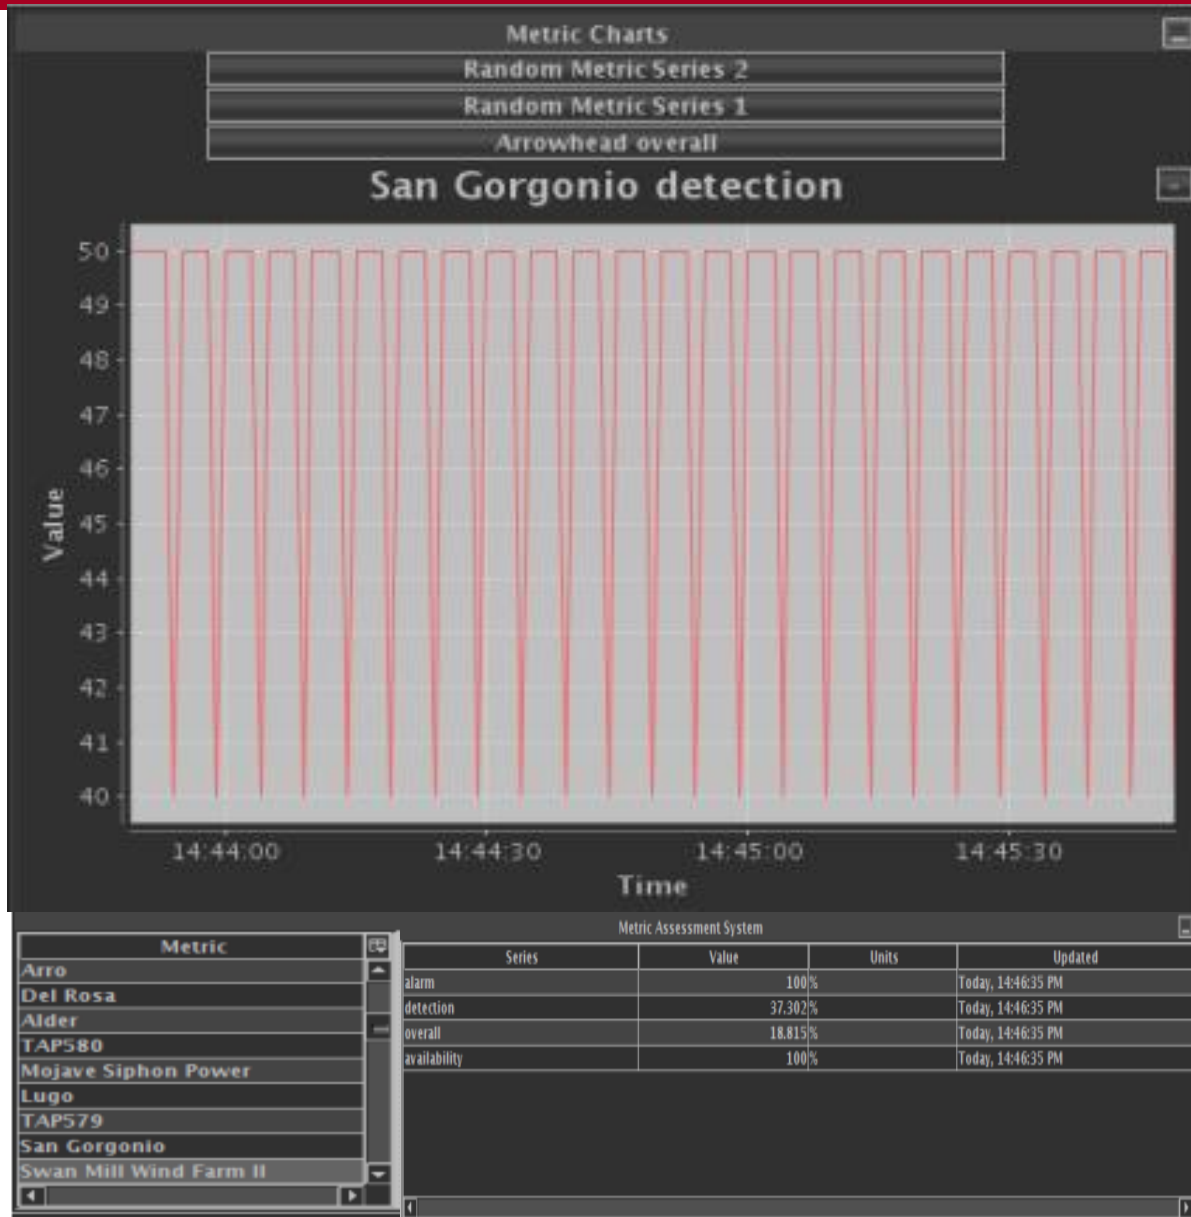 Metric Charts
Random Metric Series 2
Random Metric Series 1
Arrowhead overall
San Gorgonio detection
50
49
48
47
46
45
44
43
42
41
40
Value
14:44:00 14:44:30 14:45:00 14:45:30
Time
Metric
Arro
Del Rosa
Alder
TAP580
Mojave Siphon Power
Lugo
TAP579
San Gorgonio
Swan Mill Wind Farm II
Metric Assessment System
Series Value Units Updated
alarm 100 % Today, 14:46:35 PM
detection 37.302 % Today, 14:46:35 PM
overall 18.815 % Today, 14:46:35 PM
availability 100 % Today, 14:46:35 PM